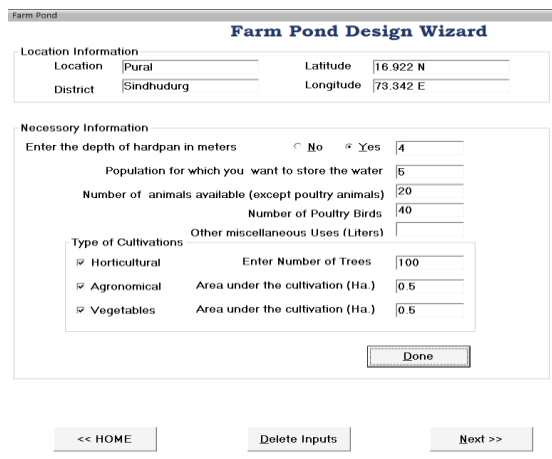 Farm Pond
Farm Pond Design Wizard
Location Information
Location Pural Latitude 16.922 N
District Sindhudurg Longitude 73.342 E
Necessary Information
Enter the depth of hardpan in meters No Yes 4
Population for which you want to store the water 5
Number of animals available (except poultry animals) 20
Number of Poultry Birds 40
Other miscellaneous Uses (Liters)
Type of Cultivations
Horticultural Enter Number of Trees 100
Agronomical Area under the cultivation (Ha.) 0.5
Vegetables Area under the cultivation (Ha.) 0.5
Done
<< HOME Delete Inputs Next >>